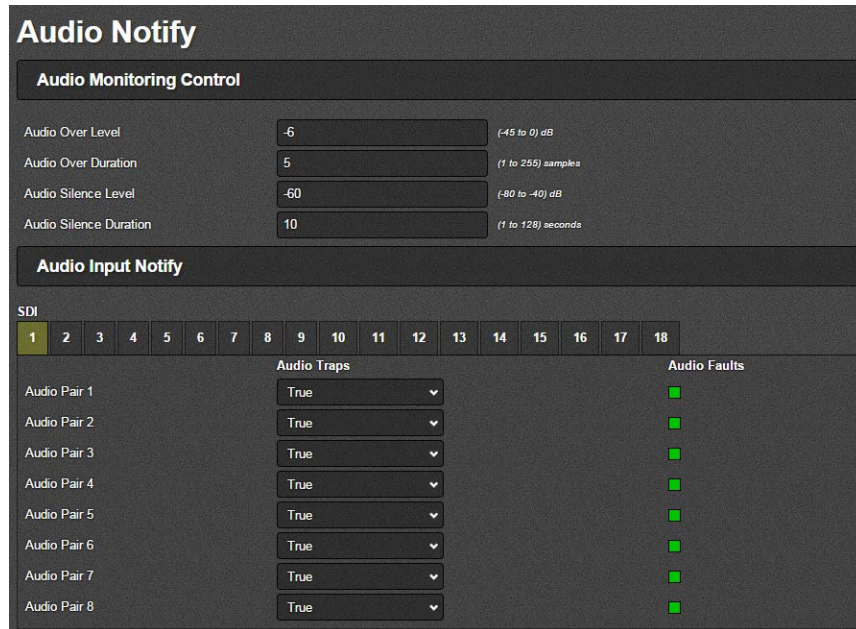 Audio Notify
Audio Monitoring Control
Audio Over Level -6 (-45 to 0) dB
Audio Over Duration 5 (1 to 255) samples
Audio Silence Level -60 (-80 to -40) dB
Audio Silence Duration 10 (1 to 128) seconds
Audio Input Notify
SDI
1 2 3 4 5 6 7 8 9 10 11 12 13 14 15 16 17 18
Audio Traps Audio Faults
Audio Pair 1 True
Audio Pair 2 True
Audio Pair 3 True
Audio Pair 4 True
Audio Pair 5 True
Audio Pair 6 True
Audio Pair 7 True
Audio Pair 8 True